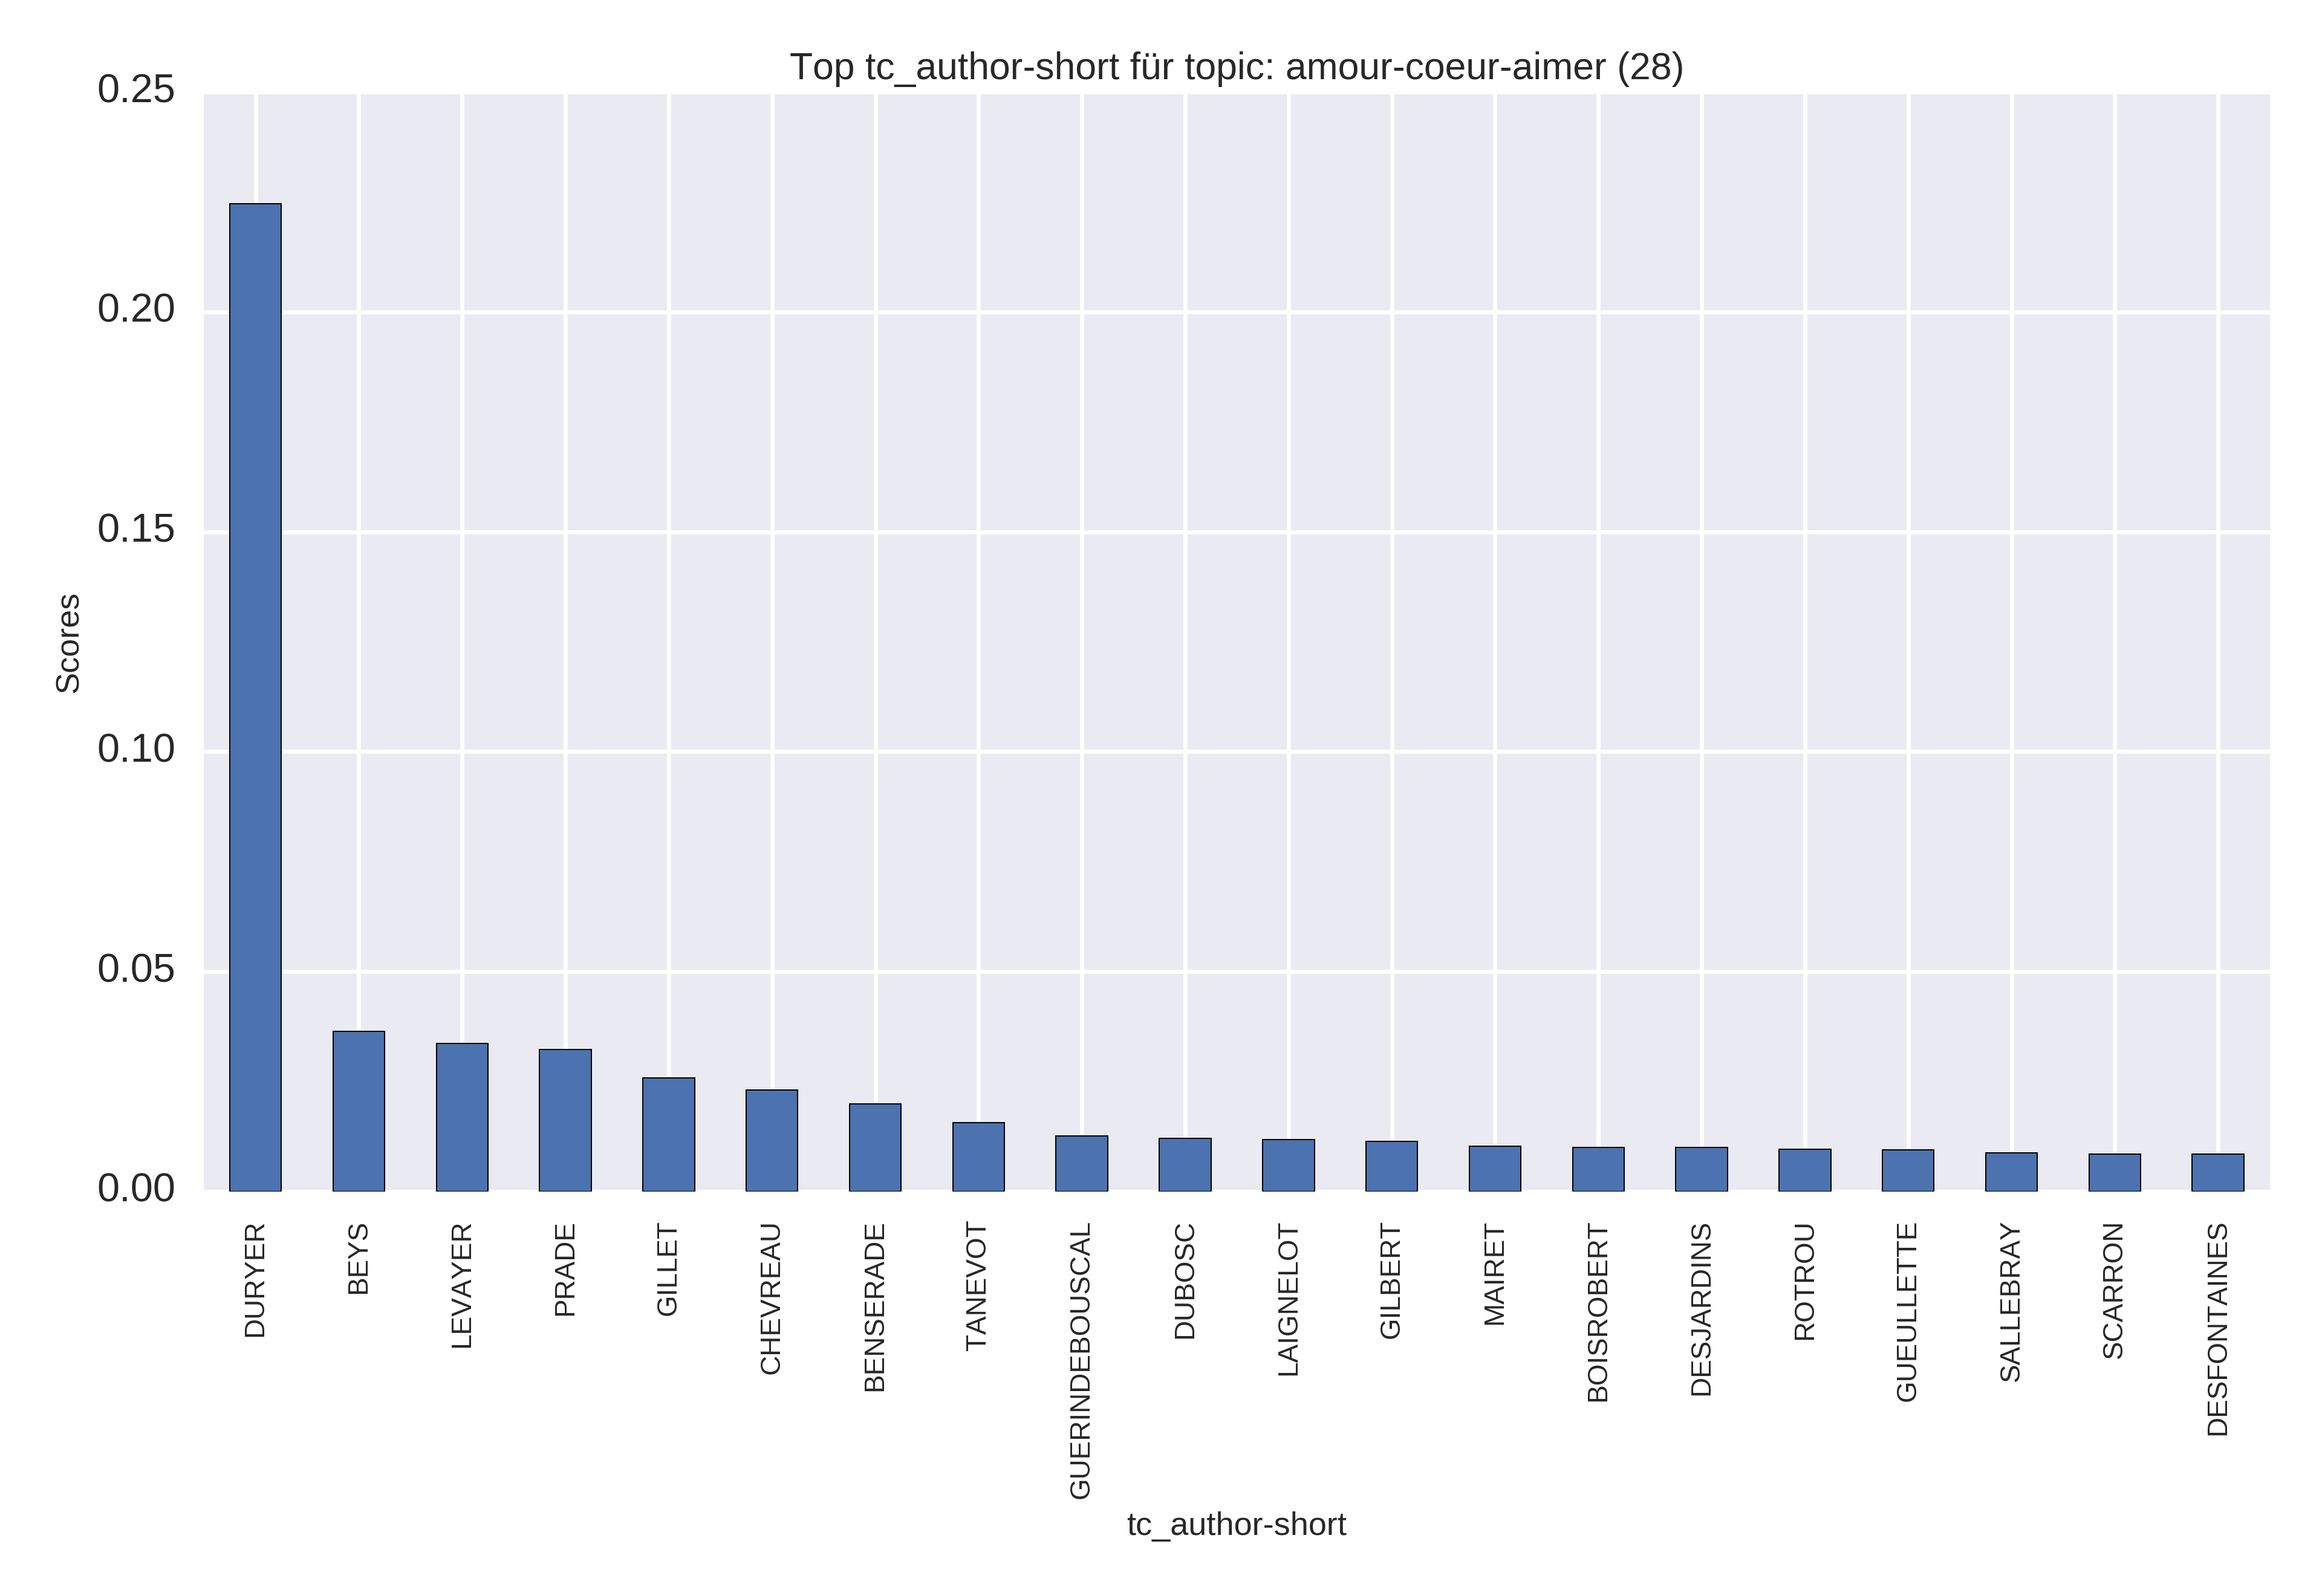 Top tc_author-short für topic: amour-coeur-aimer (28)
0.25
0.20
0.15
0.10
0.05
0.00
Scores
DURYER
BEYS
LEVAYER
PRADE
GILLET
CHEVREAU
BENSERADE
TANEVOT
GUERINDEBOUSCAL
DUBOSC
LAIGNELOT
GILBERT
MAIRET
BOISROBERT
DESJARDINS
ROTROU
GUEULLETTE
SALLEBRAY
SCARRON
DESFONTAINES
tc_author-short